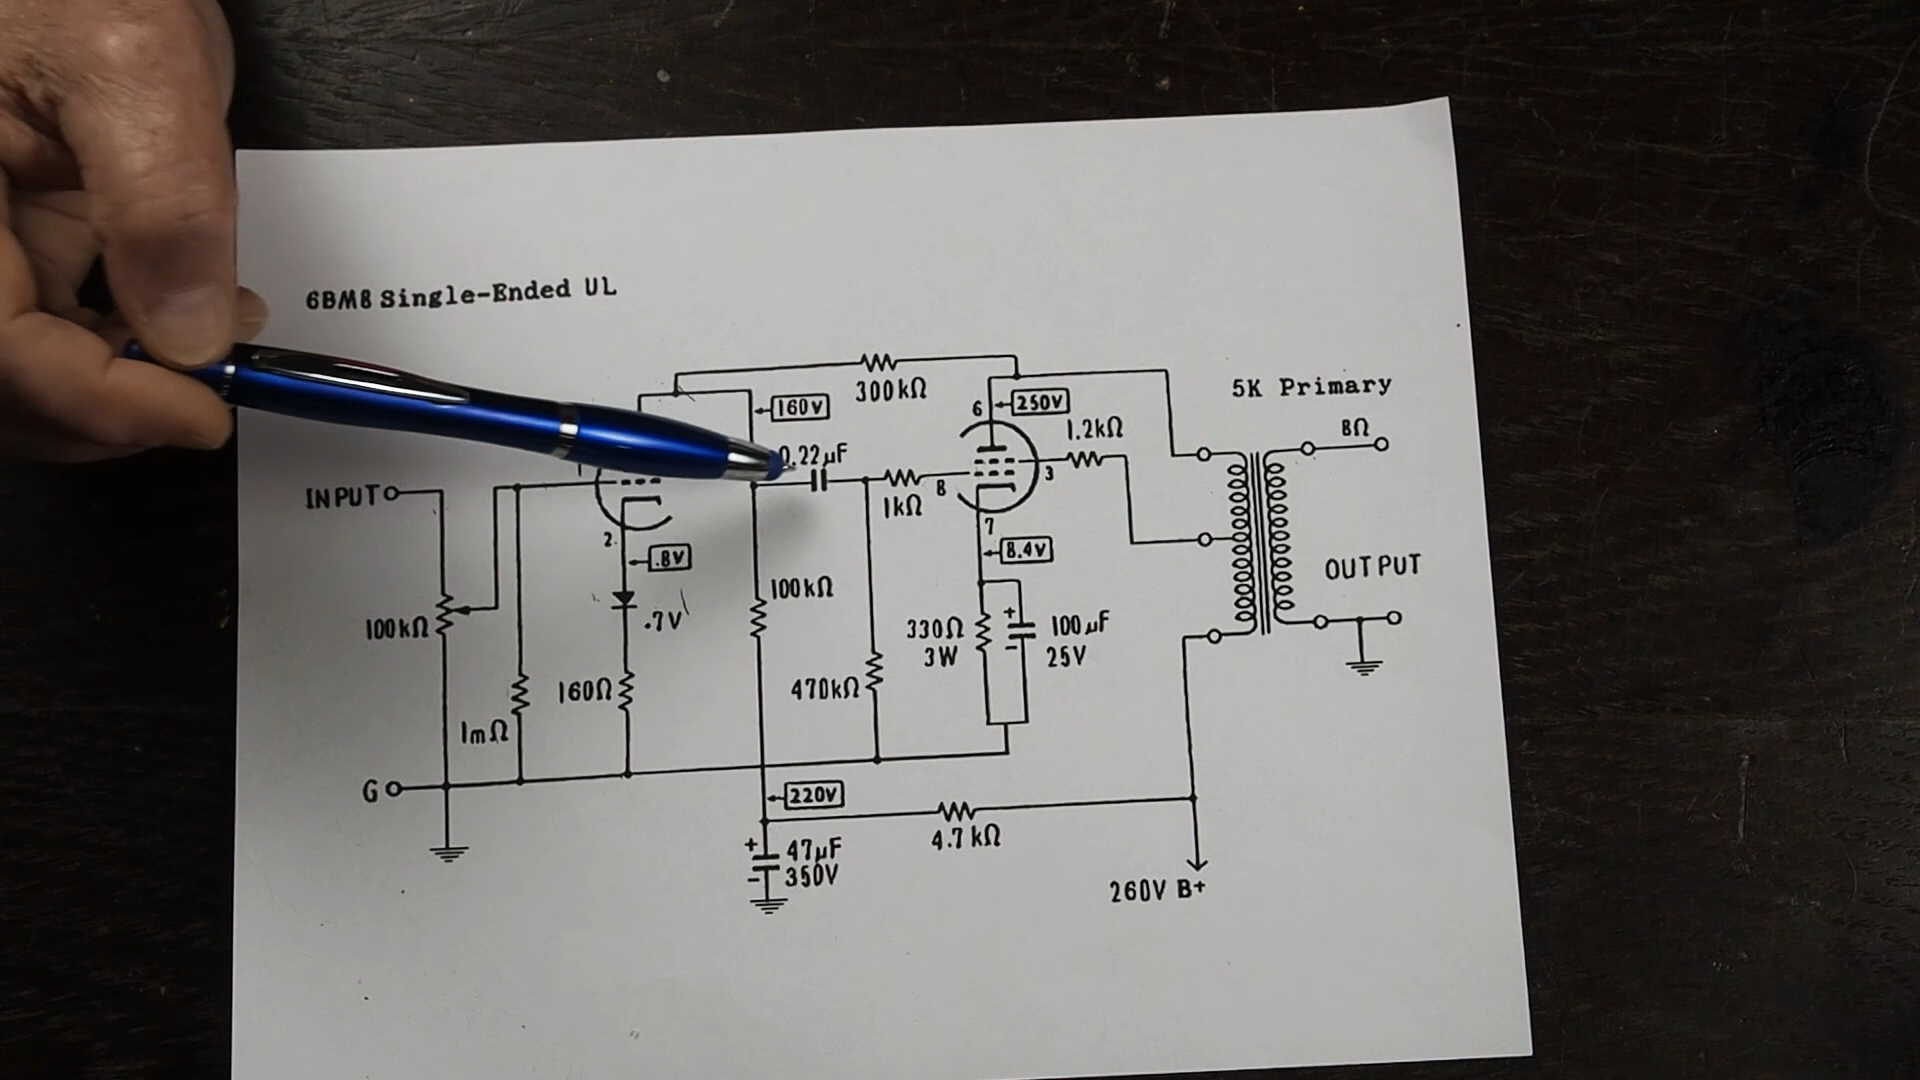 6BM8 Single-Ended UL
300kΩ
5K Primary
160v
6
250V
1.2kΩ
8Ω
0.22µF
INPUT
1
3
8
1kΩ
2.
7
.8V
8.4v
OUTPUT
100kΩ
.7V
100kΩ
330Ω
3W
100µF
25V
+
-
160Ω
470kΩ
1mΩ
G
220V
4.7kΩ
+
-
47µF
350V
260V B+